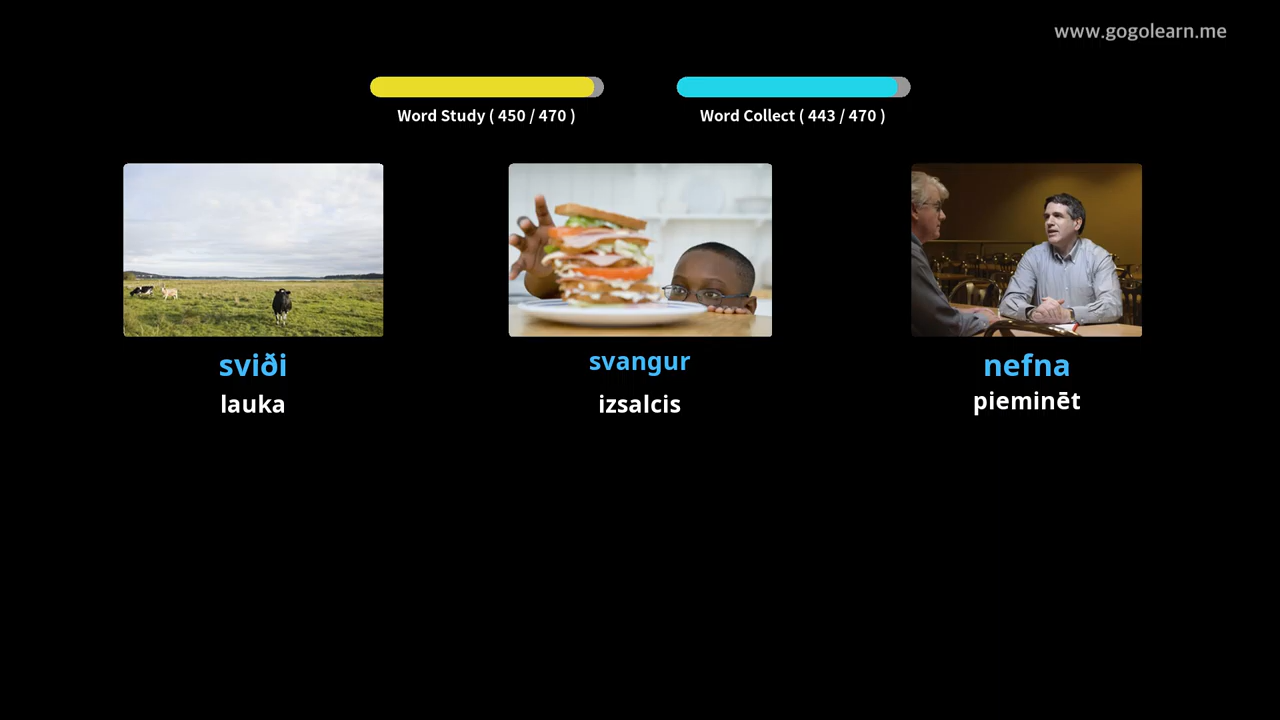 www.gogolearn.me
Word Study ( 450 / 470 )
Word Collect ( 443 / 470 )
sviði
lauka
svangur
izsalcis
nefna
pieminēt